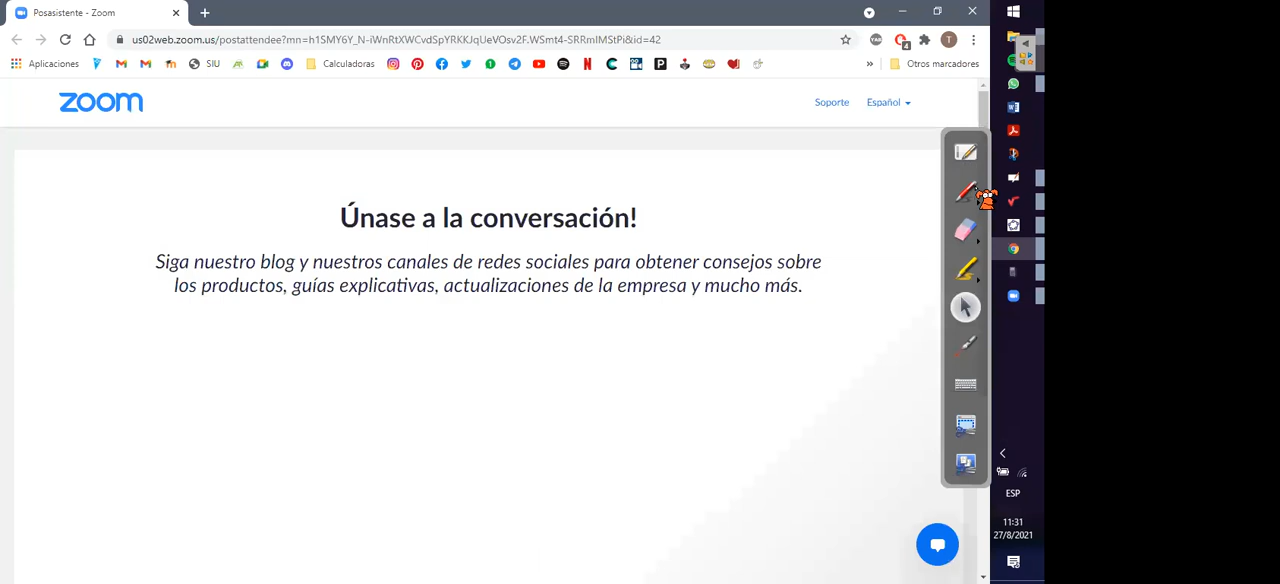 Posasistente - Zoom
us02web.zoom.us/postattendee?mn=h1SMY6Y_N-iWnRtXWCvdSpYRKKJqUeVOsv2F.WSmt4-SRRmIMStPi&id=42
Aplicaciones
SIU
Calculadoras
»
Otros marcadores
zoom
Soporte
Español
Únase a la conversación!
Siga nuestro blog y nuestros canales de redes sociales para obtener consejos sobre
los productos, guías explicativas, actualizaciones de la empresa y mucho más.
ESP
11:31
27/8/2021